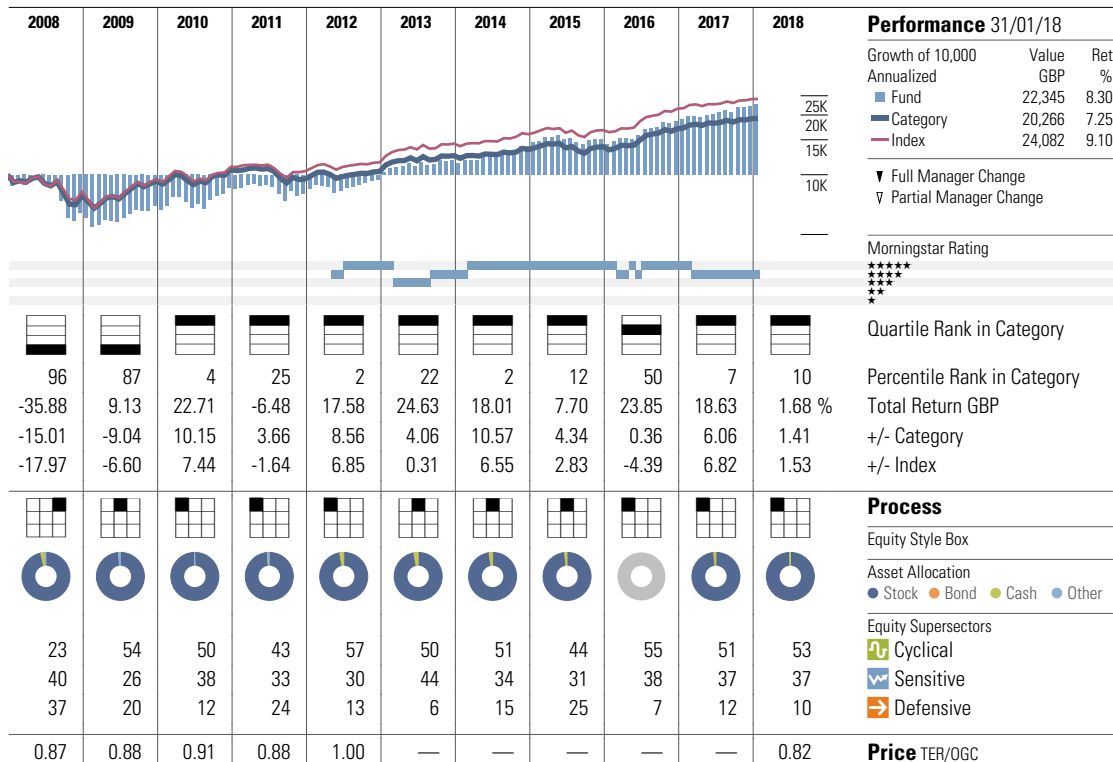 2008 2009 2010 2011 2012 2013 2014 2015 2016 2017 2018
Performance 31/01/18
Growth of 10,000 Value Ret
Annualized GBP %
Fund 22,345 8.30
Category 20,266 7.25
Index 24,082 9.10
25K
20K
15K
10K
Full Manager Change
Partial Manager Change
Morningstar Rating
★★★★★
★★★★
★★★
★★
★
Quartile Rank in Category
96 87 4 25 2 22 2 12 50 7 10 Percentile Rank in Category
-35.88 9.13 22.71 -6.48 17.58 24.63 18.01 7.70 23.85 18.63 1.68 % Total Return GBP
-15.01 -9.04 10.15 3.66 8.56 4.06 10.57 4.34 0.36 6.06 1.41 +/- Category
-17.97 -6.60 7.44 -1.64 6.85 0.31 6.55 2.83 -4.39 6.82 1.53 +/- Index
Process
Equity Style Box
Asset Allocation
Stock Bond Cash Other
Equity Supersectors
23 54 50 43 57 50 51 44 55 51 53 Cyclical
40 26 38 33 30 44 34 31 38 37 37 Sensitive
37 20 12 24 13 6 15 25 7 12 10 Defensive
0.87 0.88 0.91 0.88 1.00 — — — — — 0.82 Price TER/OGC